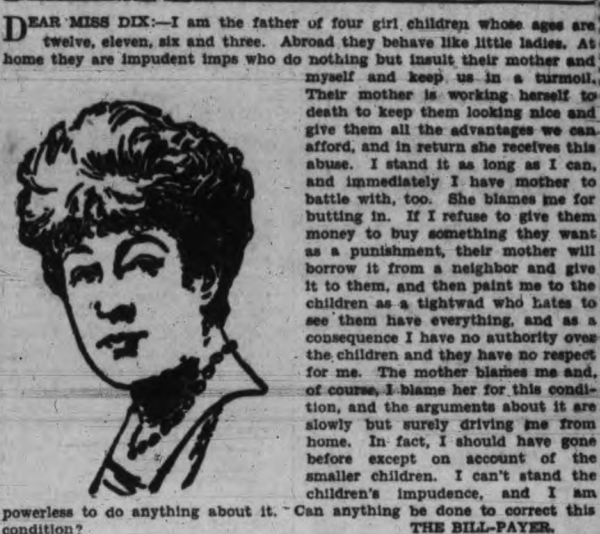 DEAR MISS DIX:—I am the father of four girl children whose ages are
twelve, eleven, six and three. Abroad they behave like little ladies. At
home they are impudent imps who do nothing but insult their mother and
myself and keep us in a turmoil.
Their mother is working herself to
death to keep them looking nice and
give them all the advantages we can
afford, and in return she receives this
abuse. I stand it as long as I can,
and immediately I have mother to
battle with, too. She blames me for
butting in. If I refuse to give them
money to buy something they want
as a punishment, their mother will
borrow it from a neighbor and give
it to them, and then paint me to the
children as a tightwad who hates to
see them have everything, and as a
consequence I have no authority over
the children and they have no respect
for me. The mother blames me and,
of course, I blame her for this condi-
tion, and the arguments about it are
slowly but surely driving me from
home. In fact, I should have gone
before except on account of the
smaller children. I can't stand the
children's impudence, and I am
powerless to do anything about it. Can anything be done to correct this
condition? THE BILL-PAYER.